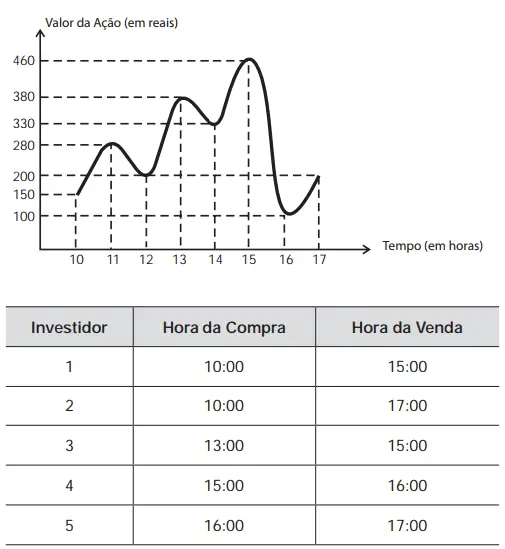 Valor da Ação (em reais)
460
380
330
280
200
150
100
10 11 12 13 14 15 16 17
Tempo (em horas)
Investidor Hora da Compra Hora da Venda
1 10:00 15:00
2 10:00 17:00
3 13:00 15:00
4 15:00 16:00
5 16:00 17:00